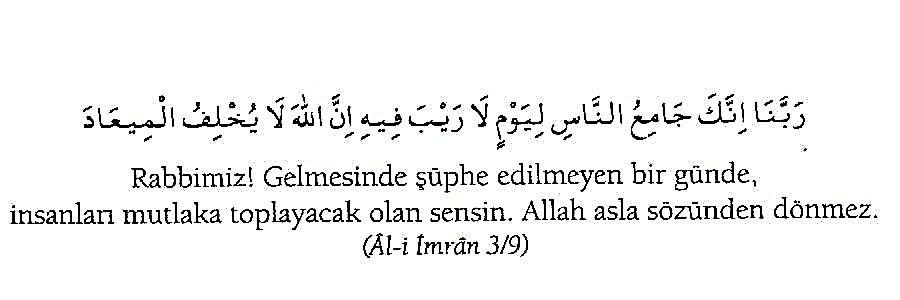 رَبَّنَا اِنَّكَ جَامِعُ النَّاسِ لِيَوْمٍ لَا رَيْبَ فِيهِ اِنَّ اللّٰهَ لَا يُخْلِفُ الْمِيعَادَ
Rabbimiz! Gelmesinde şüphe edilmeyen bir günde,
insanları mutlaka toplayacak olan sensin. Allah asla sözünden dönmez.
(Âl-i İmrân 3/9)